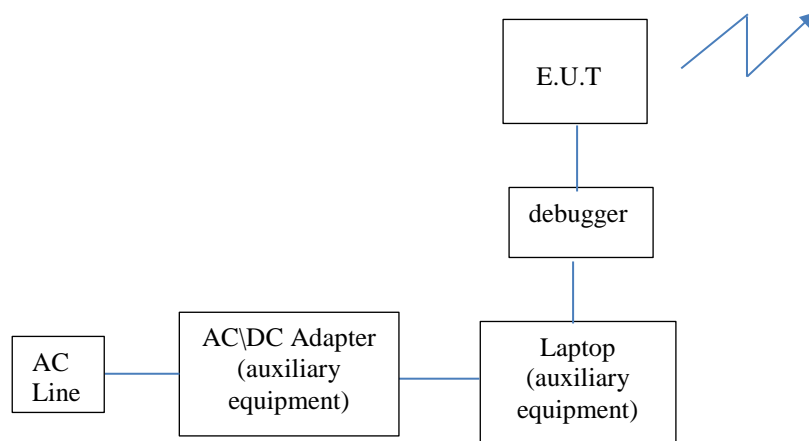 E.U.T
debugger
AC\DC Adapter
(auxiliary
equipment)
Laptop
(auxiliary
equipment)
AC
Line